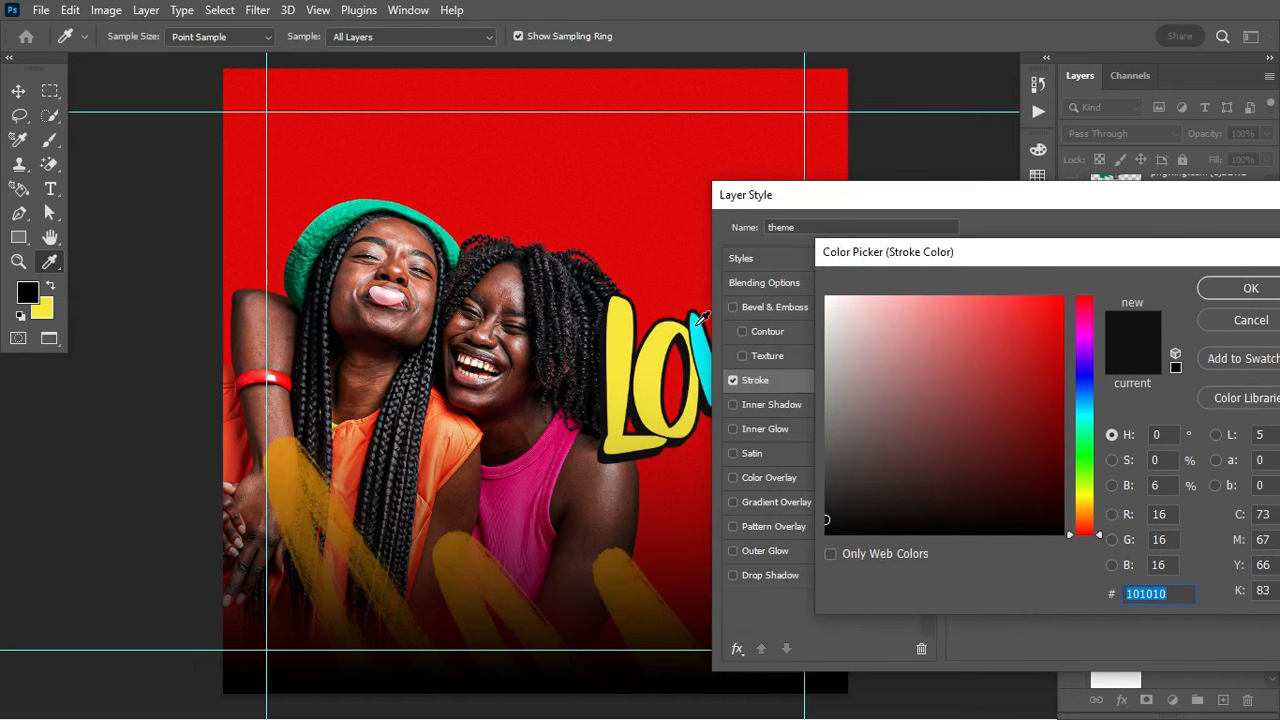 Ps File Edit Image Layer Type Select Filter 3D View Plugins Window Help
Sample Size: Point Sample Sample: All Layers Show Sampling Ring Share
Layers Channels
Kind
Pass Through Opacity: 100%
Lock: Fill: 100%
Layer Style
Name: theme
Styles
Blending Options
Bevel & Emboss
Contour
Texture
Stroke
Inner Shadow
Inner Glow
Satin
Color Overlay
Gradient Overlay
Pattern Overlay
Outer Glow
Drop Shadow
fx
Color Picker (Stroke Color)
new
current
OK
Cancel
Add to Swatch
Color Librarie
H: 0 ° L: 5
S: 0 % a: 0
B: 6 % b: 0
R: 16 C: 73
G: 16 M: 67
B: 16 Y: 66
# 101010 K: 83
Only Web Colors
LO
fx